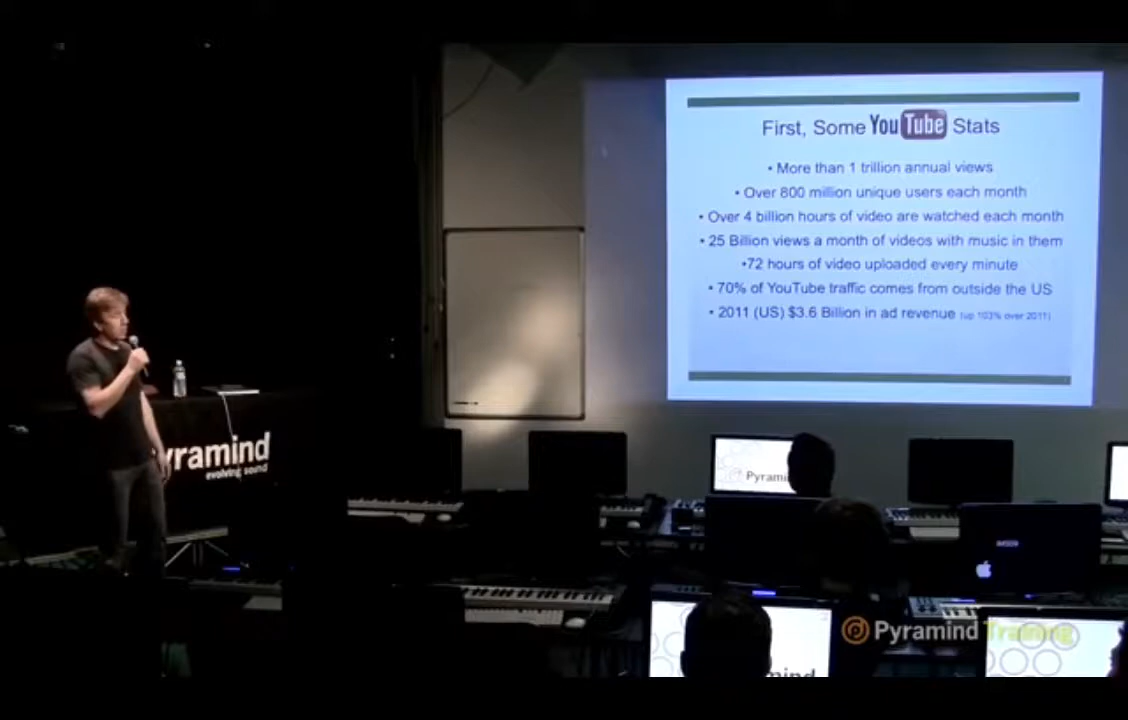 First, Some YouTube Stats
• More than 1 trillion annual views
• Over 800 million unique users each month
• Over 4 billion hours of video are watched each month
• 25 Billion views a month of videos with music in them
•72 hours of video uploaded every minute
• 70% of YouTube traffic comes from outside the US
• 2011 (US) $3.6 Billion in ad revenue (up 103% over 2011)
yramind
evolving sound
Pyrami
Pyramind Training
mind